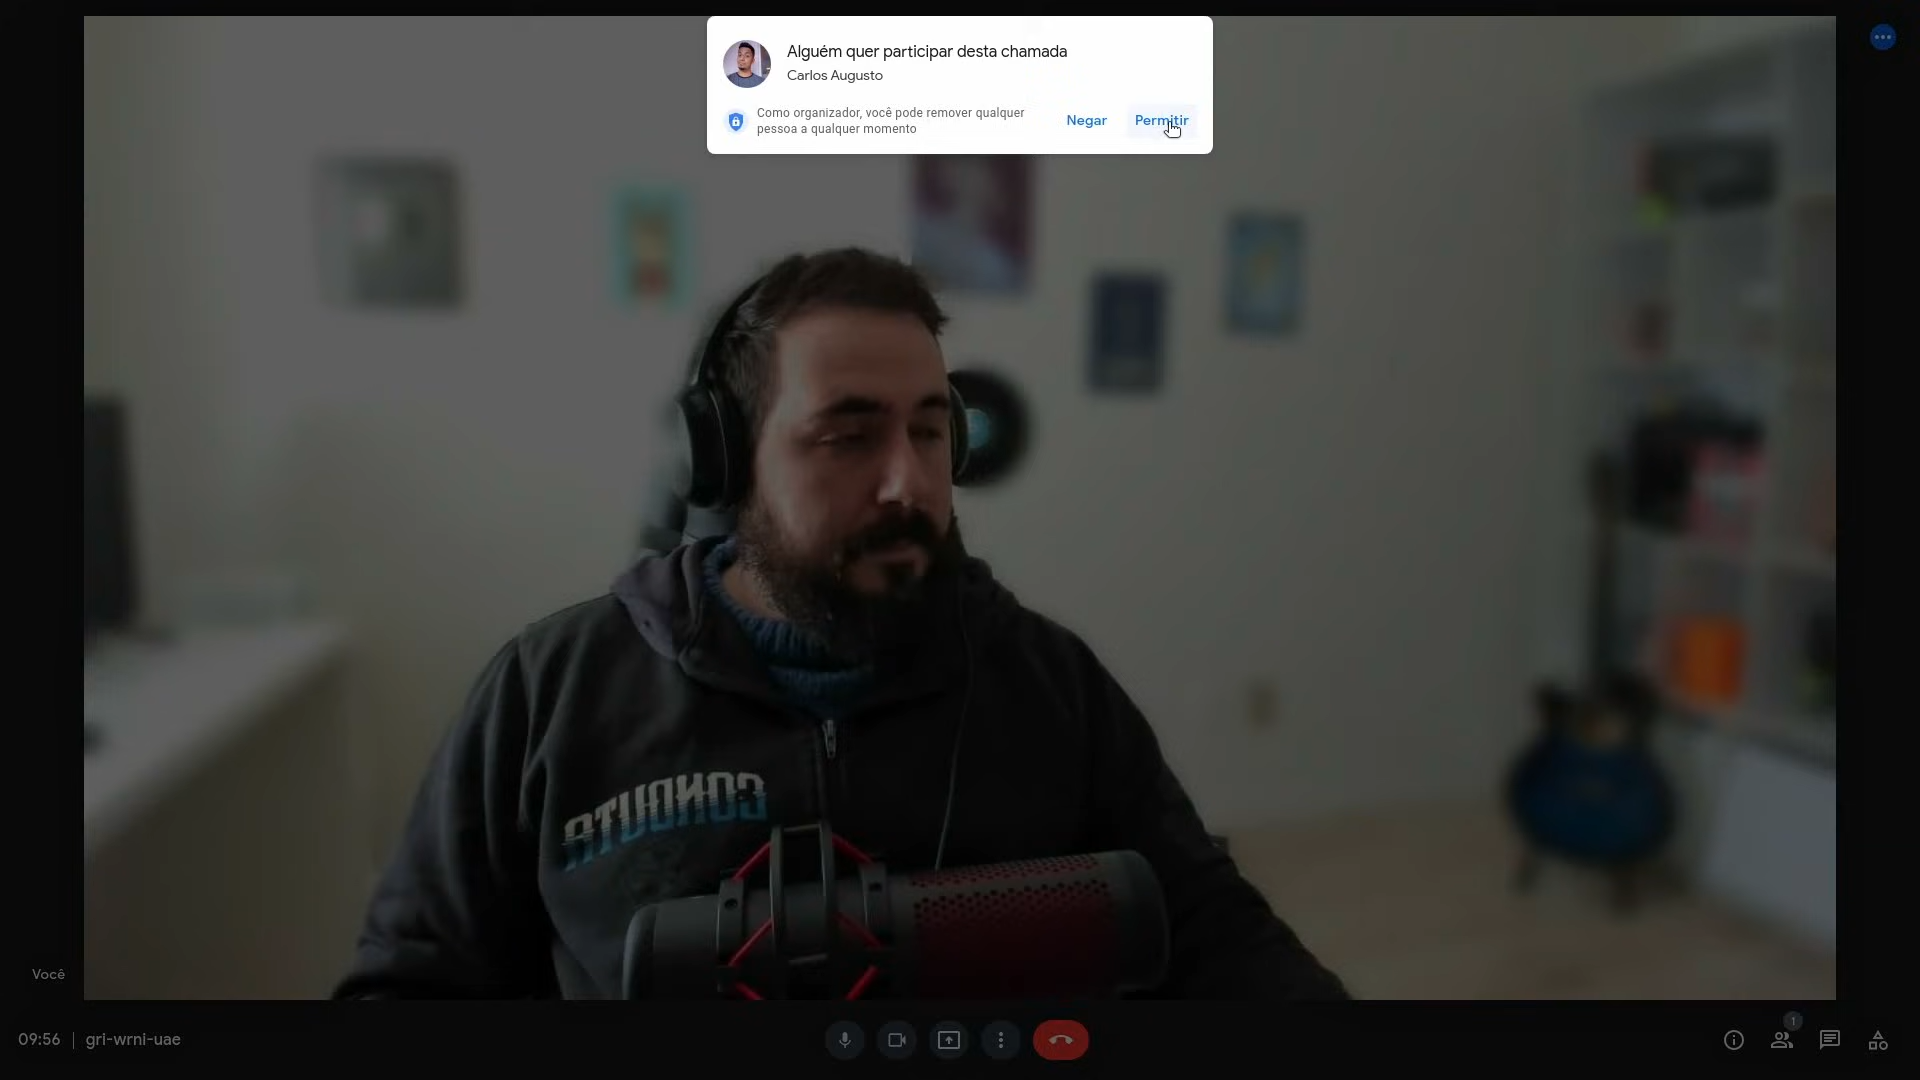 Alguém quer participar desta chamada
Carlos Augusto
Como organizador, você pode remover qualquer
pessoa a qualquer momento
Negar
Permitir
CONDUTA
Você
09:56 | gri-wrni-uae
1